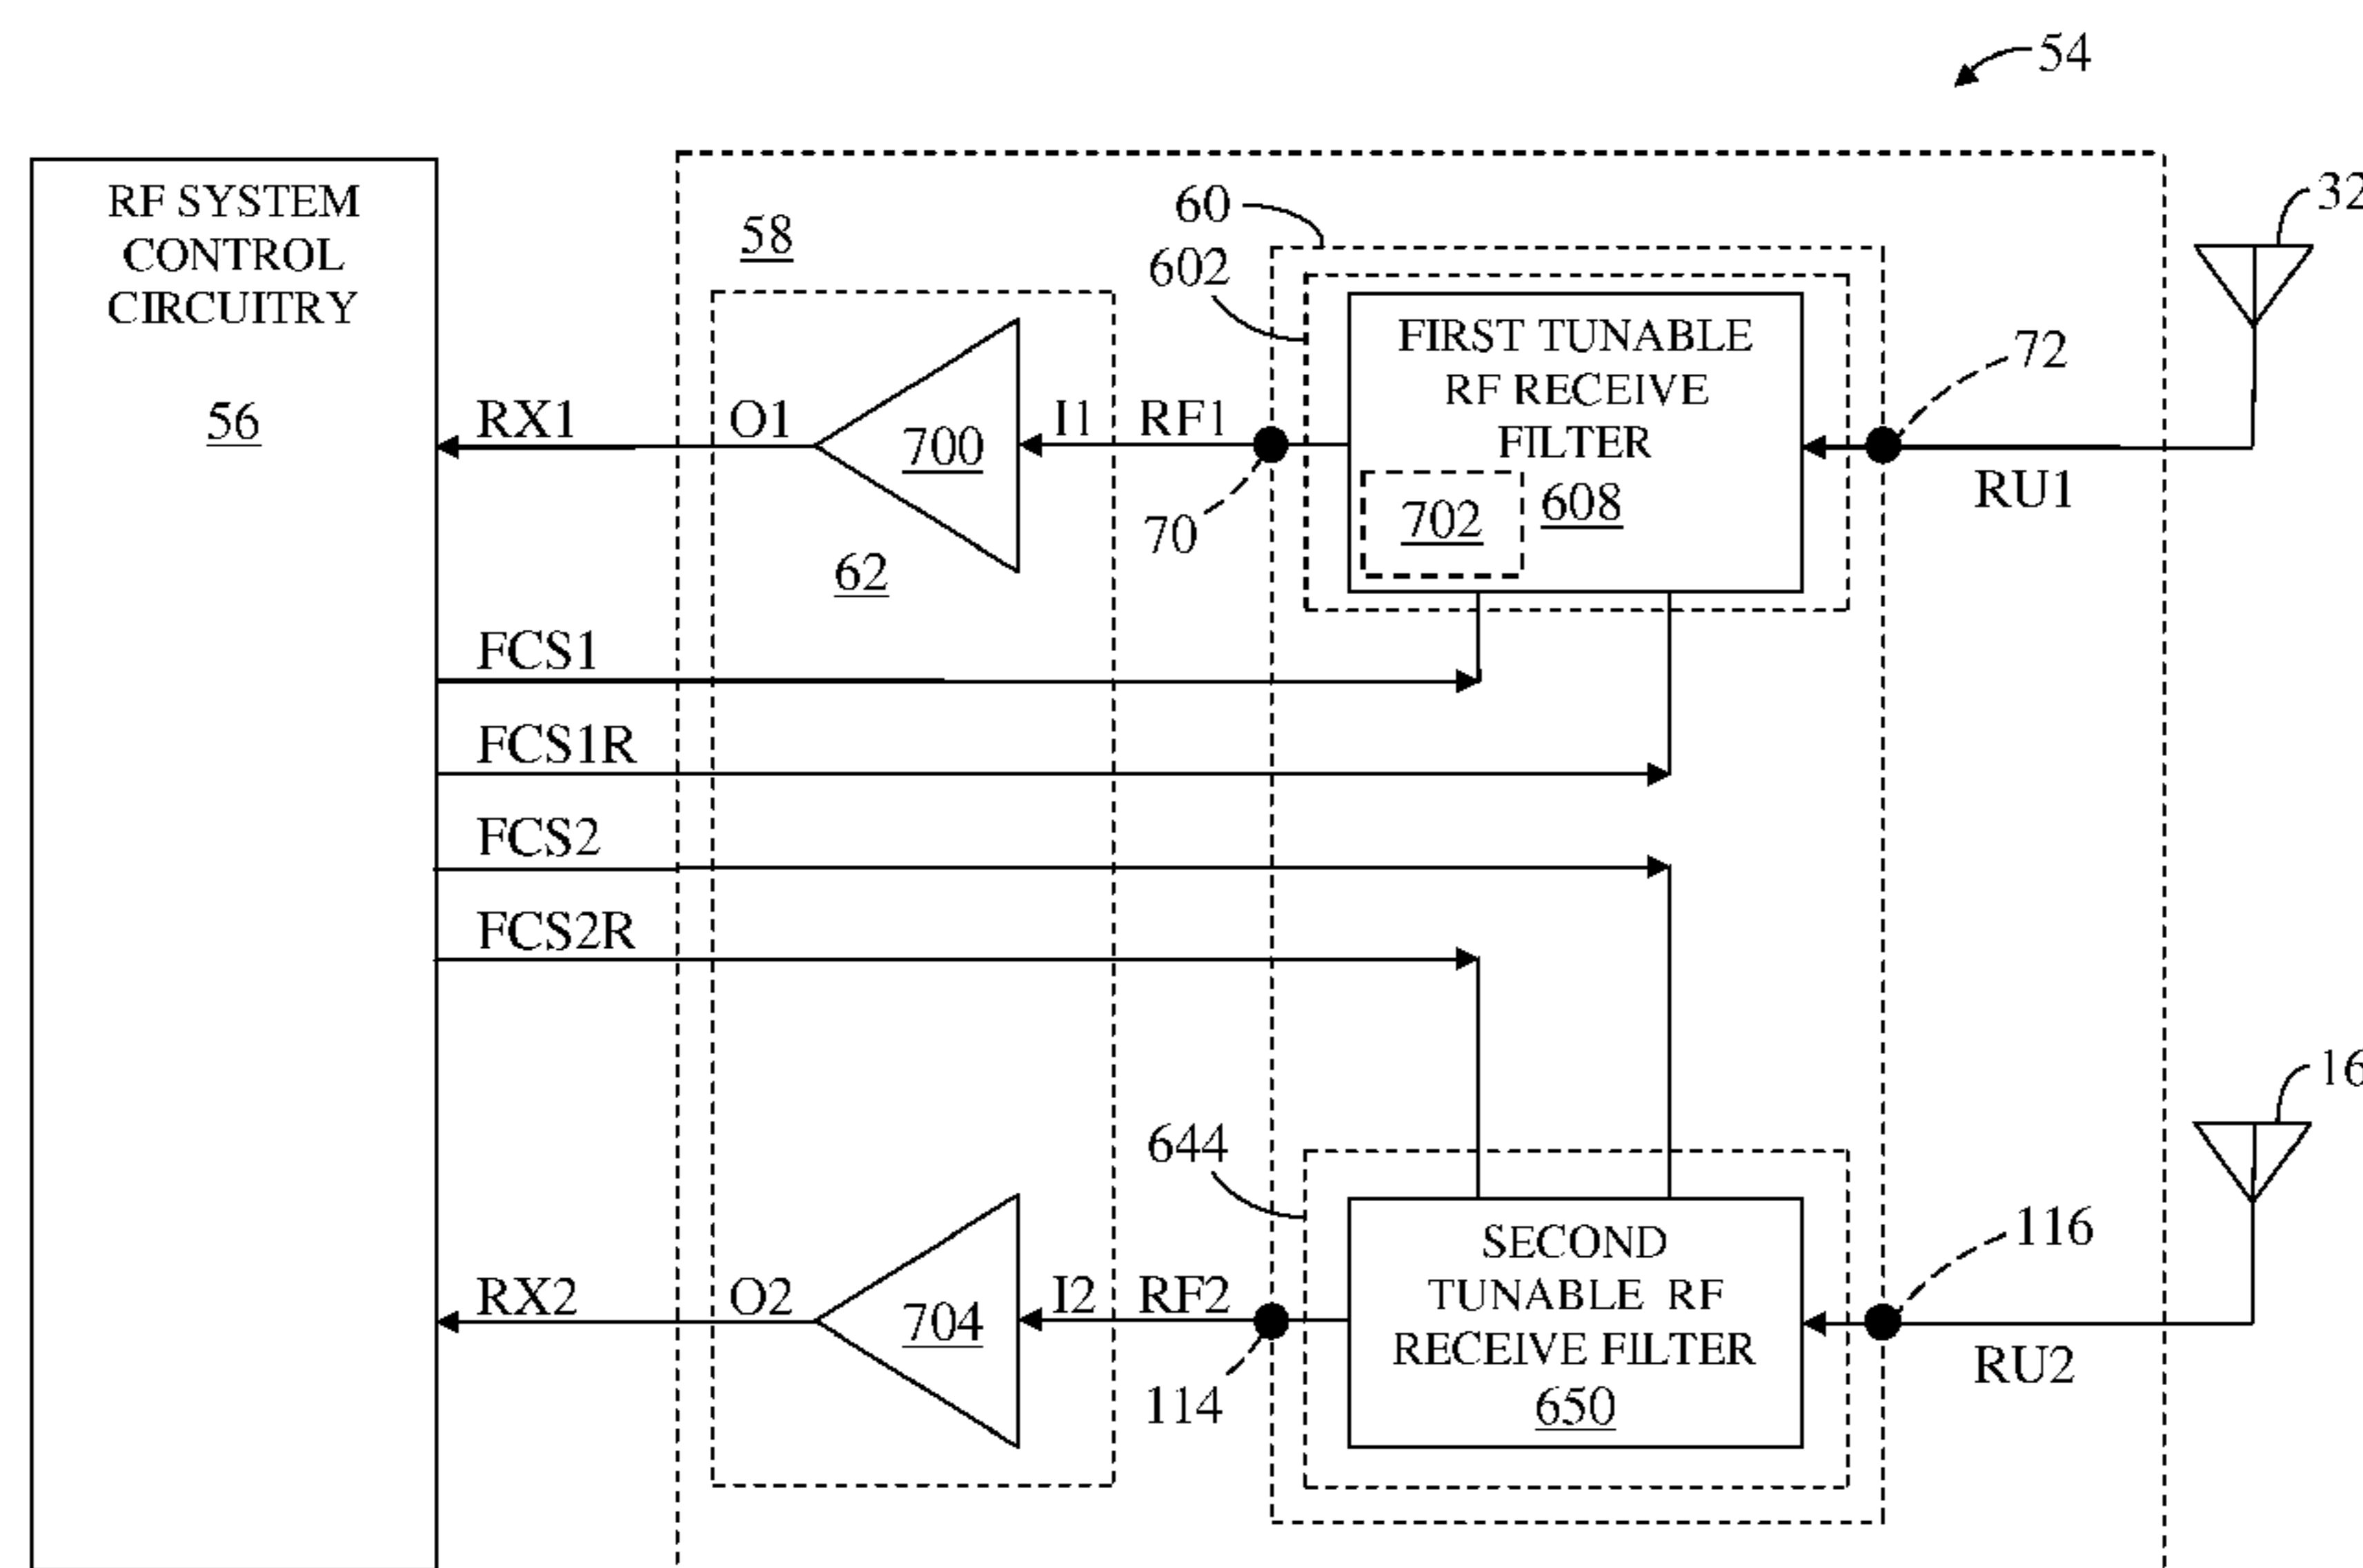 54
RF SYSTEM
CONTROL
CIRCUITRY
56
58
60
602
32
FIRST TUNABLE
RF RECEIVE
FILTER
608
702
72
RX1
O1
700
I1
RF1
70
RU1
62
FCS1
FCS1R
FCS2
FCS2R
16
644
116
SECOND
TUNABLE RF
RECEIVE FILTER
650
RX2
O2
704
I2
RF2
114
RU2